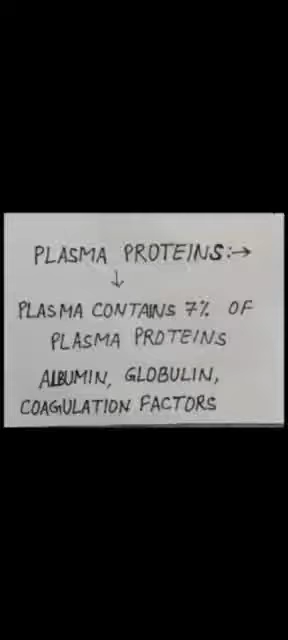 PLASMA PROTEINS:→
↓
PLASMA CONTAINS 7% OF
PLASMA PROTEINS
ALBUMIN, GLOBULIN,
COAGULATION FACTORS